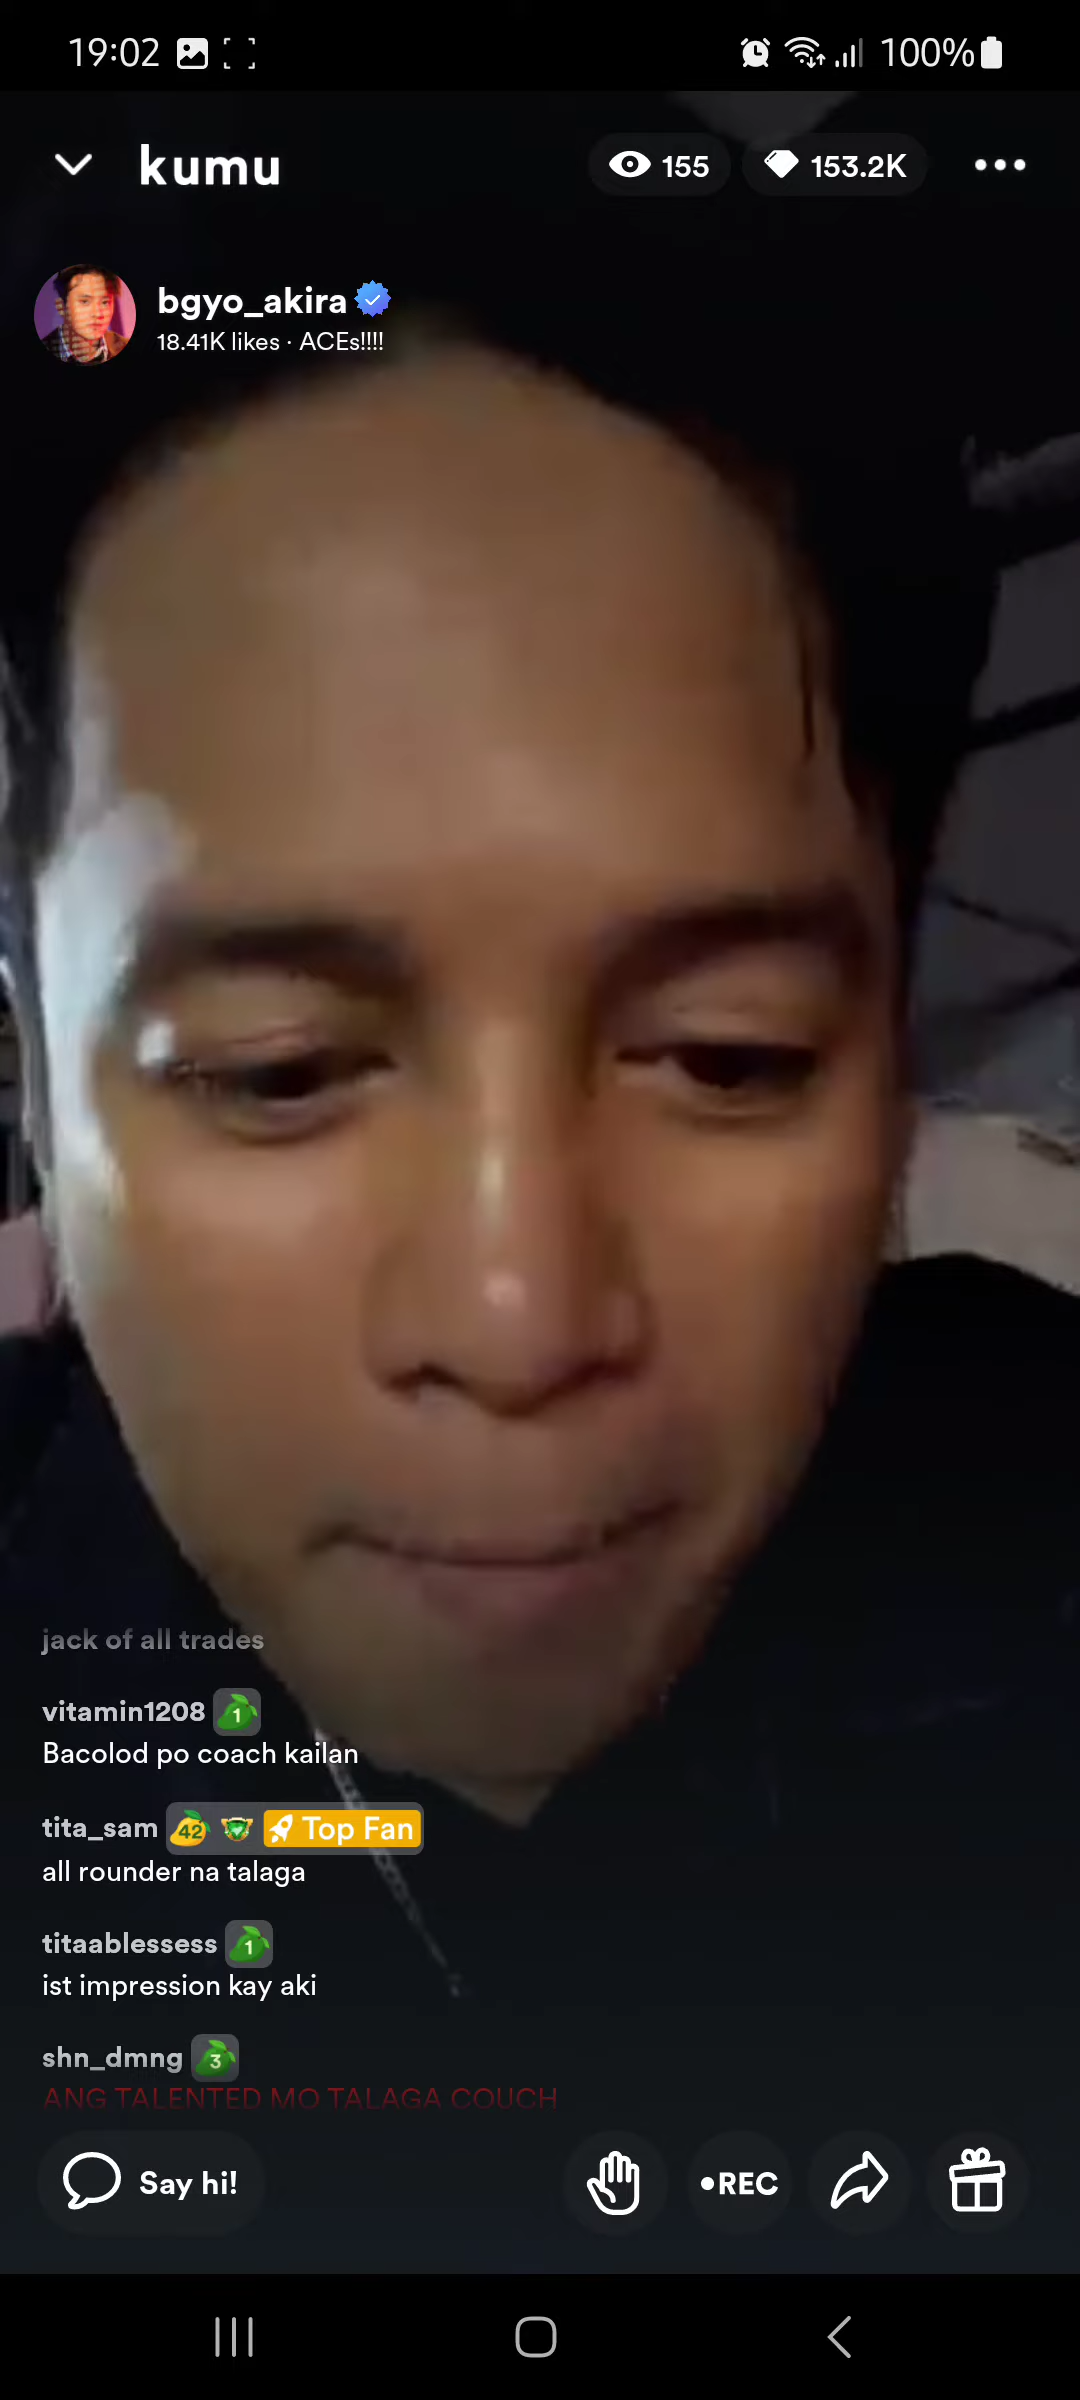 19:02 100%
kumu 155 153.2K
bgyo_akira
18.41K likes · ACEs!!!!
jack of all trades
vitamin1208 1
Bacolod po coach kailan
tita_sam 42 Top Fan
all rounder na talaga
titaablessess 1
ist impression kay aki
shn_dmng 3
ANG TALENTED MO TALAGA COUCH
Say hi! •REC